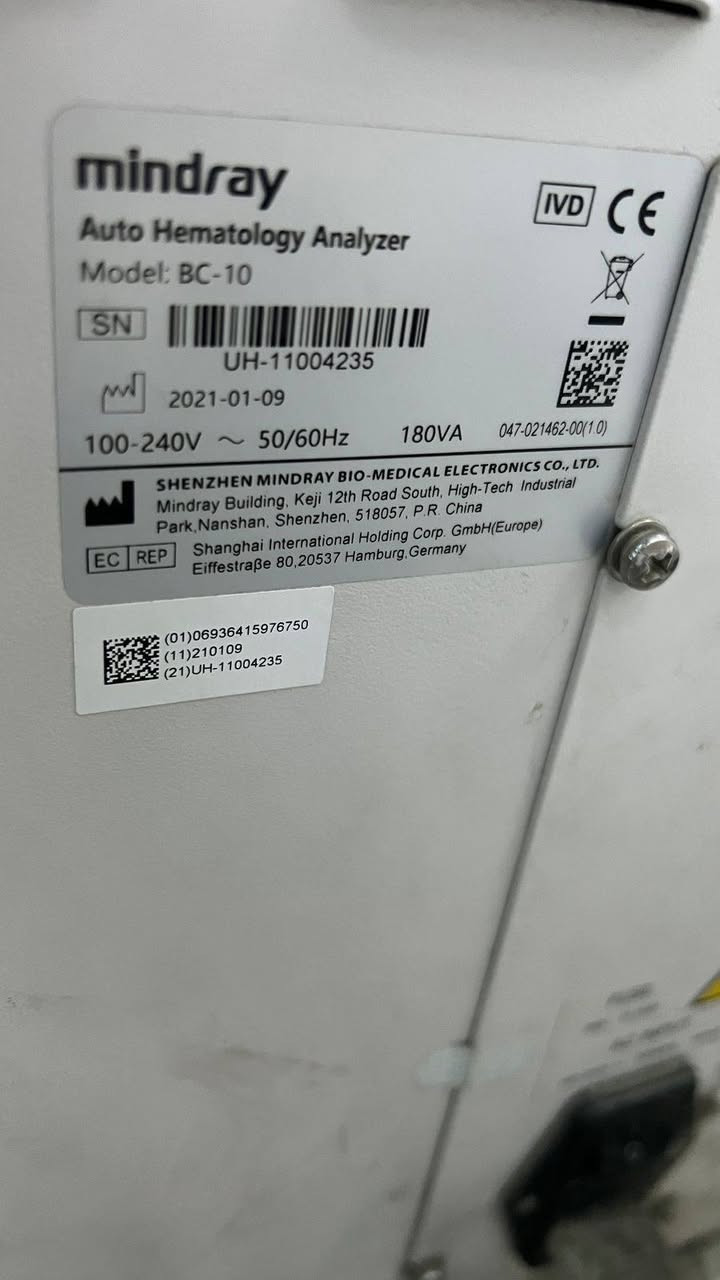 mindray
Auto Hematology Analyzer
Model: BC-10
IVD CE
SN
UH-11004235
2021-01-09
100-240V ~ 50/60Hz 180VA 047-021462-00(1.0)
SHENZHEN MINDRAY BIO-MEDICAL ELECTRONICS CO., LTD.
Mindray Building, Keji 12th Road South, High-Tech Industrial
Park,Nanshan, Shenzhen, 518057, P.R. China
EC REP Shanghai International Holding Corp. GmbH(Europe)
Eiffestraβe 80,20537 Hamburg,Germany
(01)06936415976750
(11)210109
(21)UH-11004235